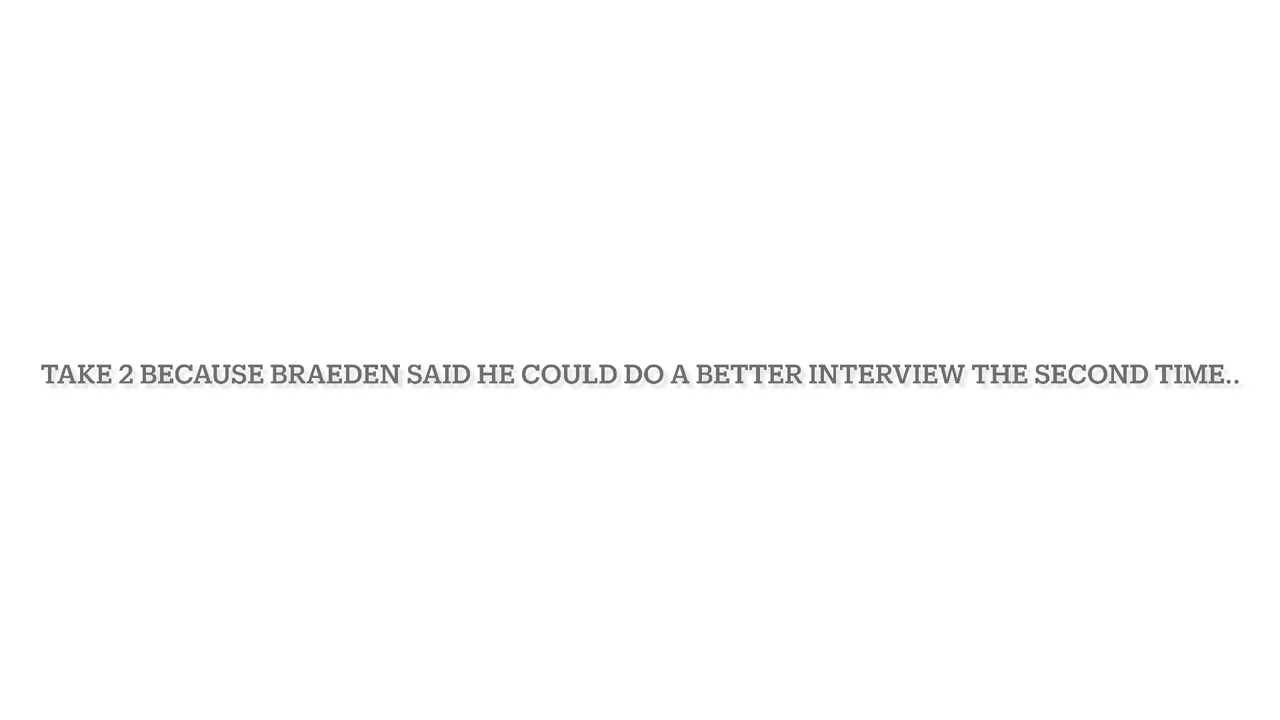 TAKE 2 BECAUSE BRAEDEN SAID HE COULD DO A BETTER INTERVIEW THE SECOND TIME..